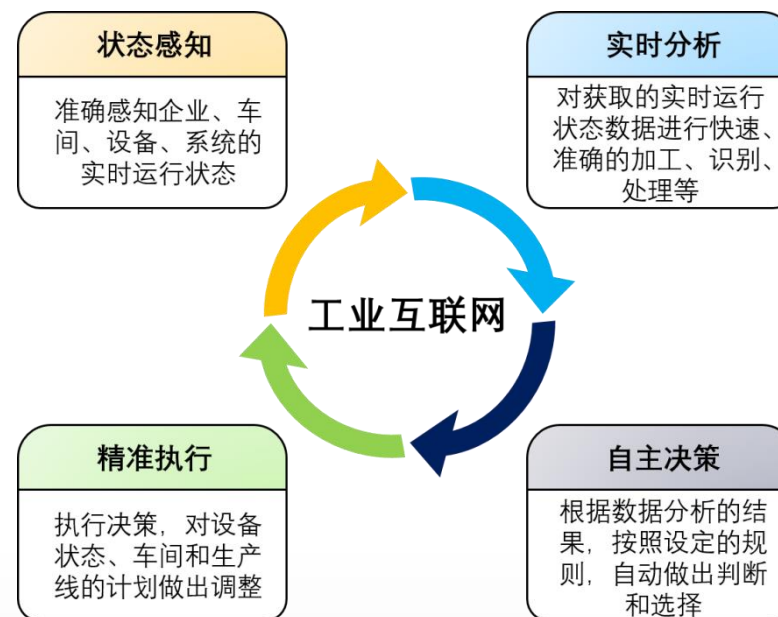 状态感知
准确感知企业、车
间、设备、系统的
实时运行状态
实时分析
对获取的实时运行
状态数据进行快速、
准确的加工、识别、
处理等
工业互联网
精准执行
执行决策，对设备
状态、车间和生产
线的计划做出调整
自主决策
根据数据分析的结
果，按照设定的规
则，自动做出判断
和选择